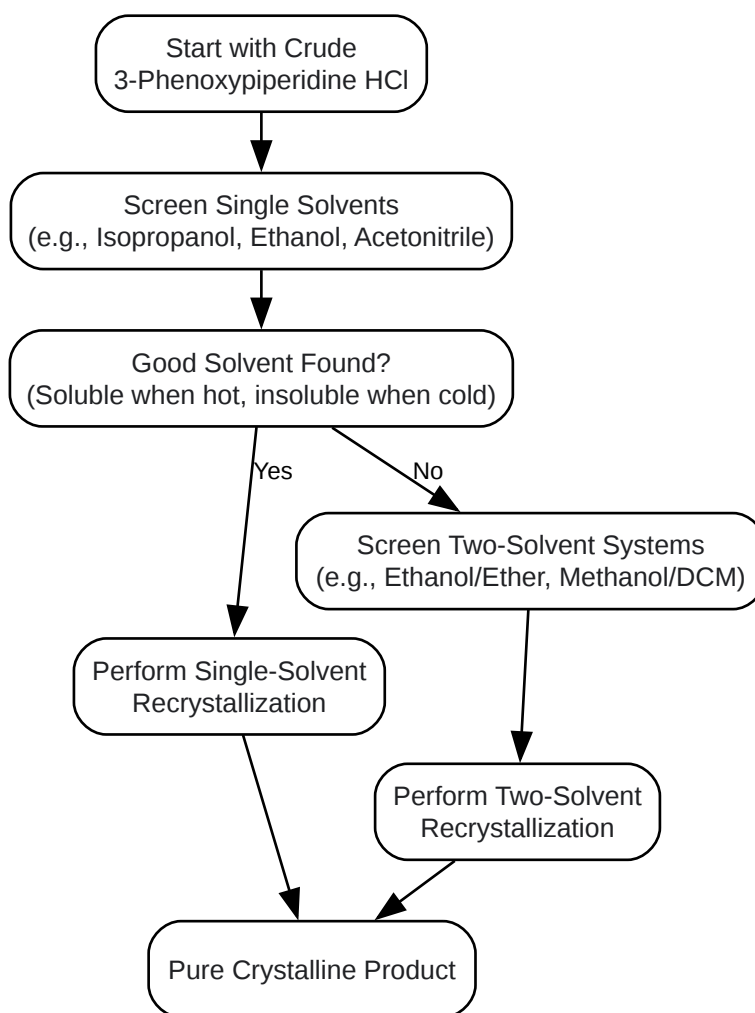 Start with Crude
3-Phenoxypiperidine HCl
Screen Single Solvents
(e.g., Isopropanol, Ethanol, Acetonitrile)
Good Solvent Found?
(Soluble when hot, insoluble when cold)
Yes
No
Screen Two-Solvent Systems
(e.g., Ethanol/Ether, Methanol/DCM)
Perform Single-Solvent
Recrystallization
Perform Two-Solvent
Recrystallization
Pure Crystalline Product